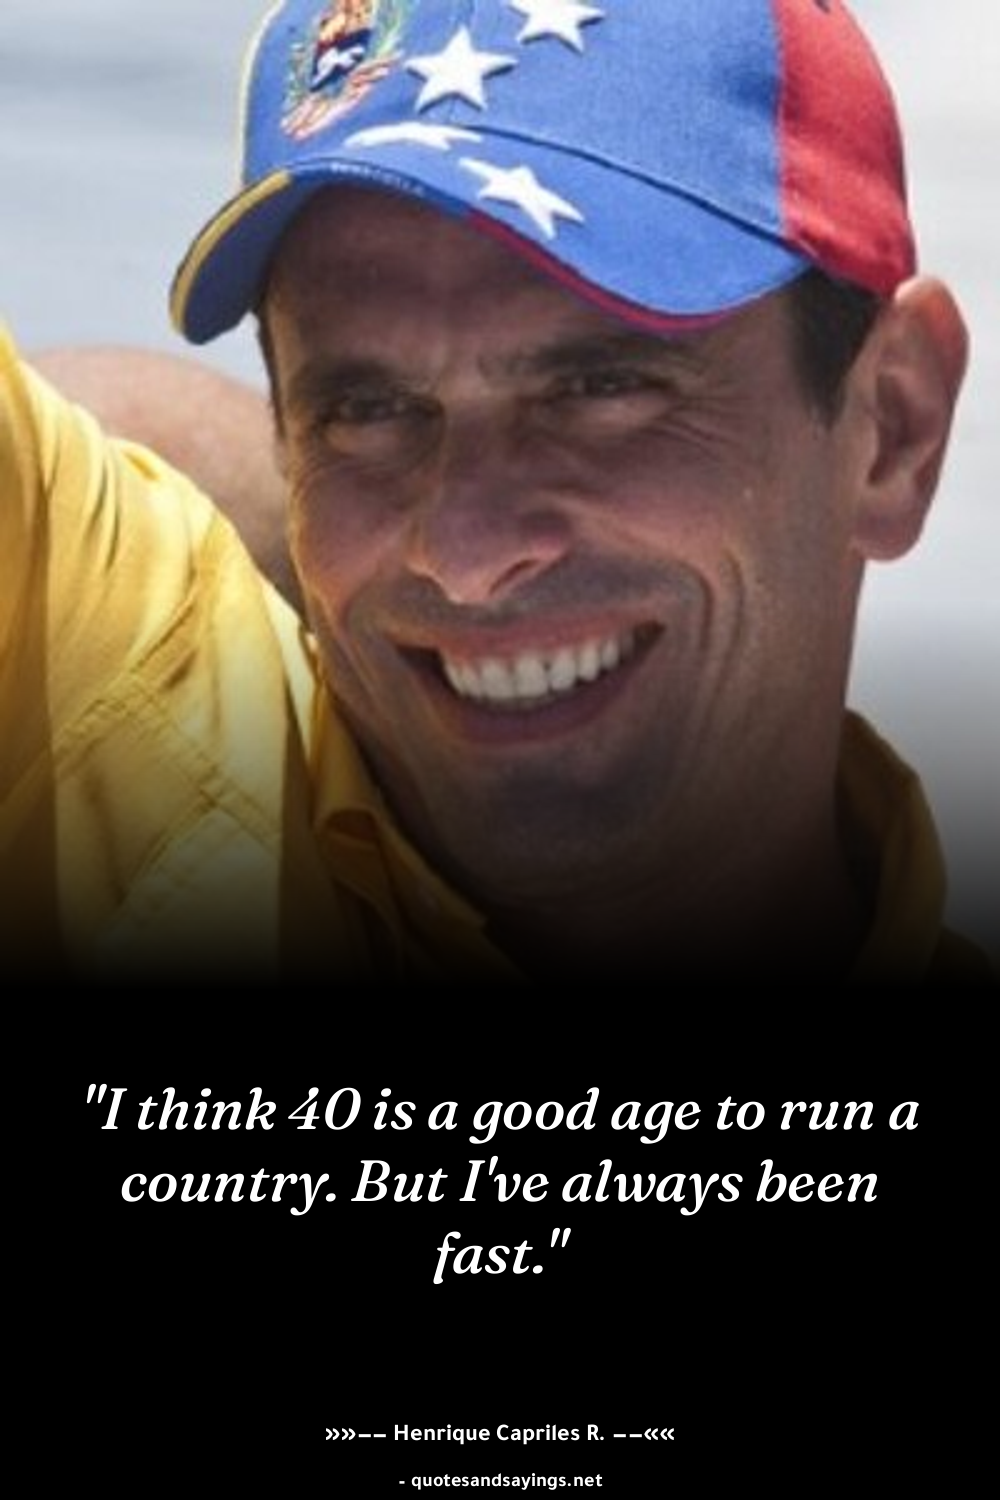 "I think 40 is a good age to run a
country. But I've always been
fast."
»»−− Henrique Capriles R. −−««
- quotesandsayings.net